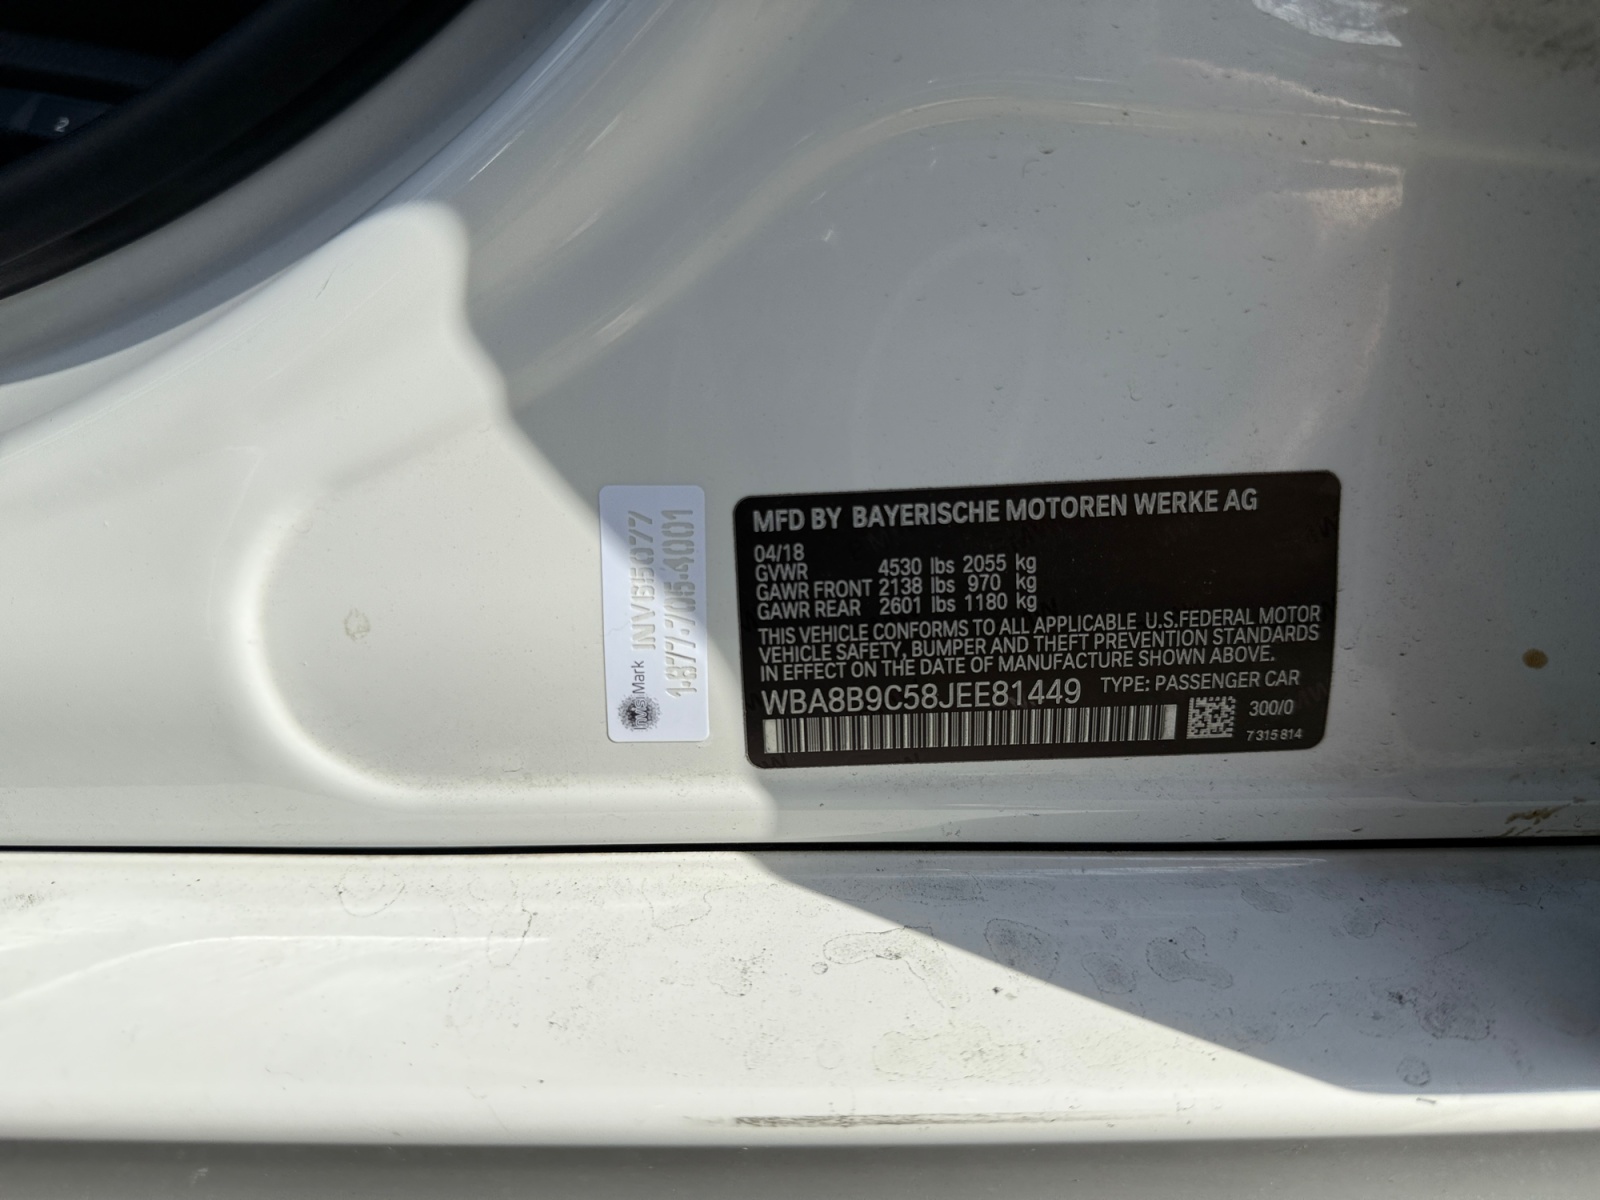 MFD BY BAYERISCHE MOTOREN WERKE AG
04/18
GVWR 4530 lbs 2055 kg
GAWR FRONT 2138 lbs 970 kg
GAWR REAR 2601 lbs 1180 kg
THIS VEHICLE CONFORMS TO ALL APPLICABLE U.S.FEDERAL MOTOR
VEHICLE SAFETY, BUMPER AND THEFT PREVENTION STANDARDS
IN EFFECT ON THE DATE OF MANUFACTURE SHOWN ABOVE.
WBA8B9C58JEE81449 TYPE: PASSENGER CAR
300/0
7 315 814
Mark
2